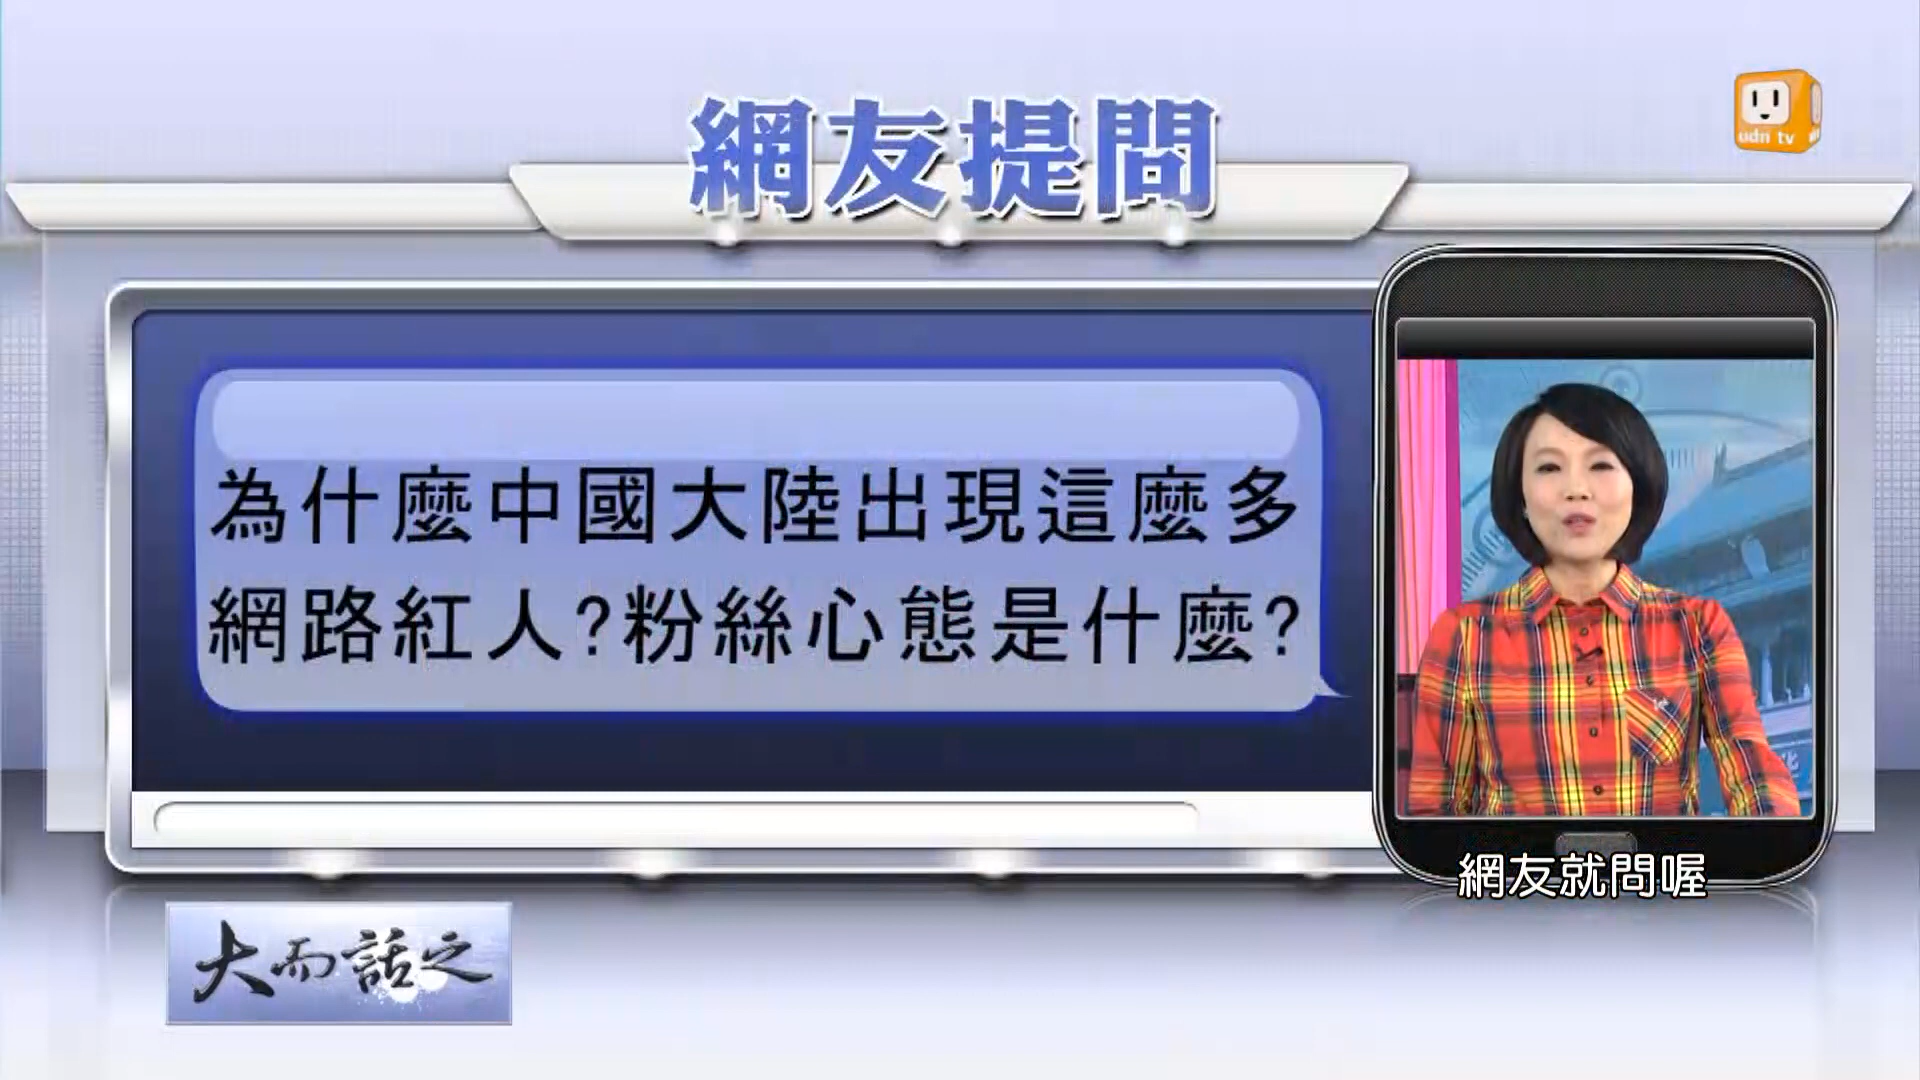 網友提問
udn tv
為什麼中國大陸出現這麼多
網路紅人?粉絲心態是什麼?
Lee
網友就問喔
大而話之